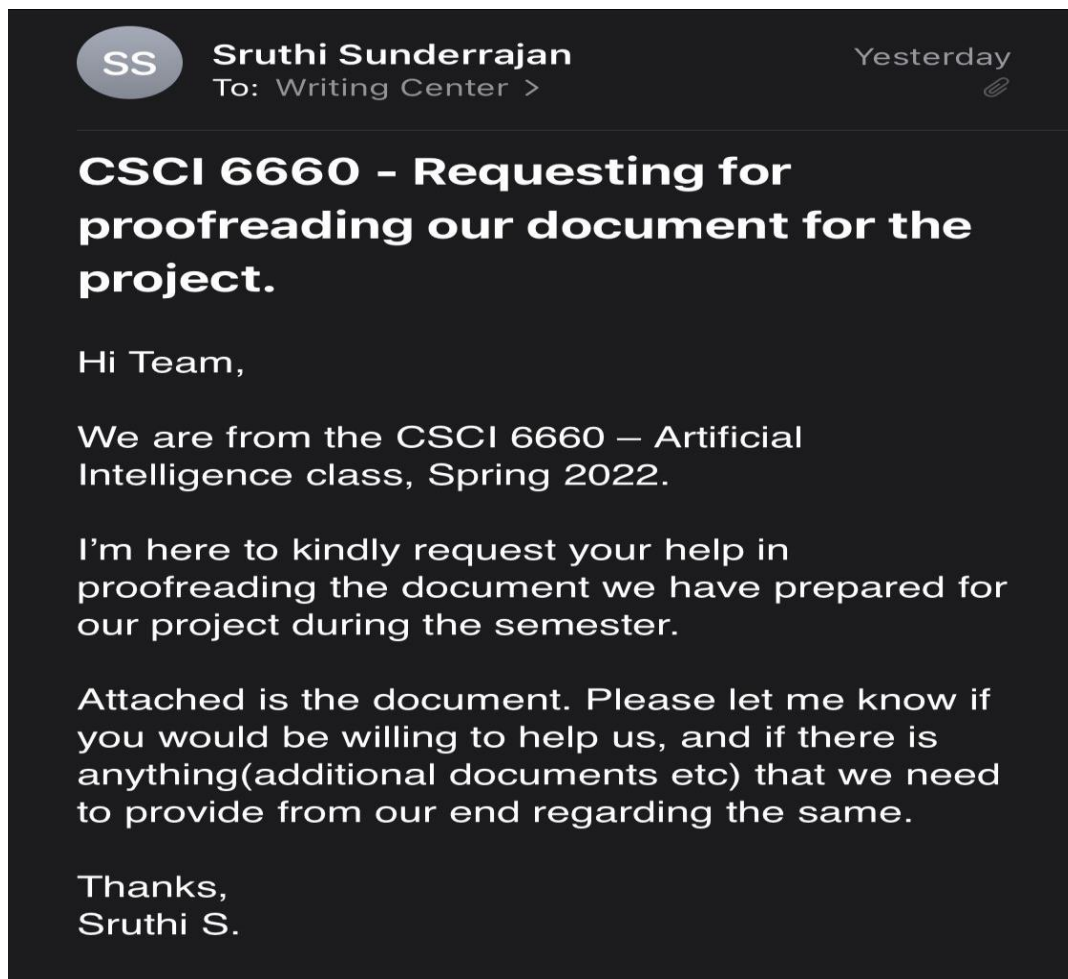 SS
Sruthi Sunderrajan
Yesterday
To: Writing Center >
CSCI 6660 - Requesting for
proofreading our document for the
project.
Hi Team,
We are from the CSCI 6660 – Artificial
Intelligence class, Spring 2022.
I’m here to kindly request your help in
proofreading the document we have prepared for
our project during the semester.
Attached is the document. Please let me know if
you would be willing to help us, and if there is
anything(additional documents etc) that we need
to provide from our end regarding the same.
Thanks,
Sruthi S.